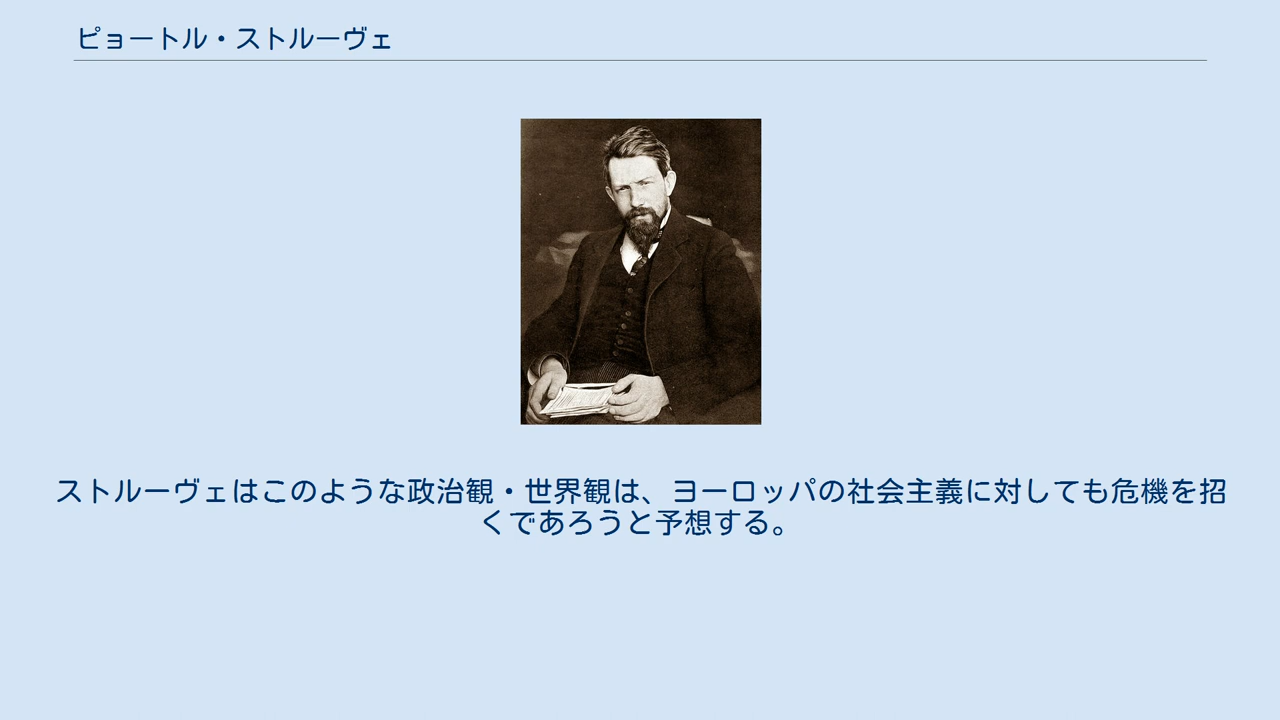 ピョートル・ストルーヴェ
ストルーヴェはこのような政治観・世界観は、ヨーロッパの社会主義に対しても危機を招
くであろうと予想する。